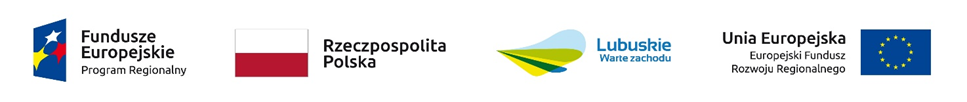 Fundusze
Europejskie
Program Regionalny
Rzeczpospolita
Polska
Lubuskie
Warte zachodu
Unia Europejska
Europejski Fundusz
Rozwoju Regionalnego